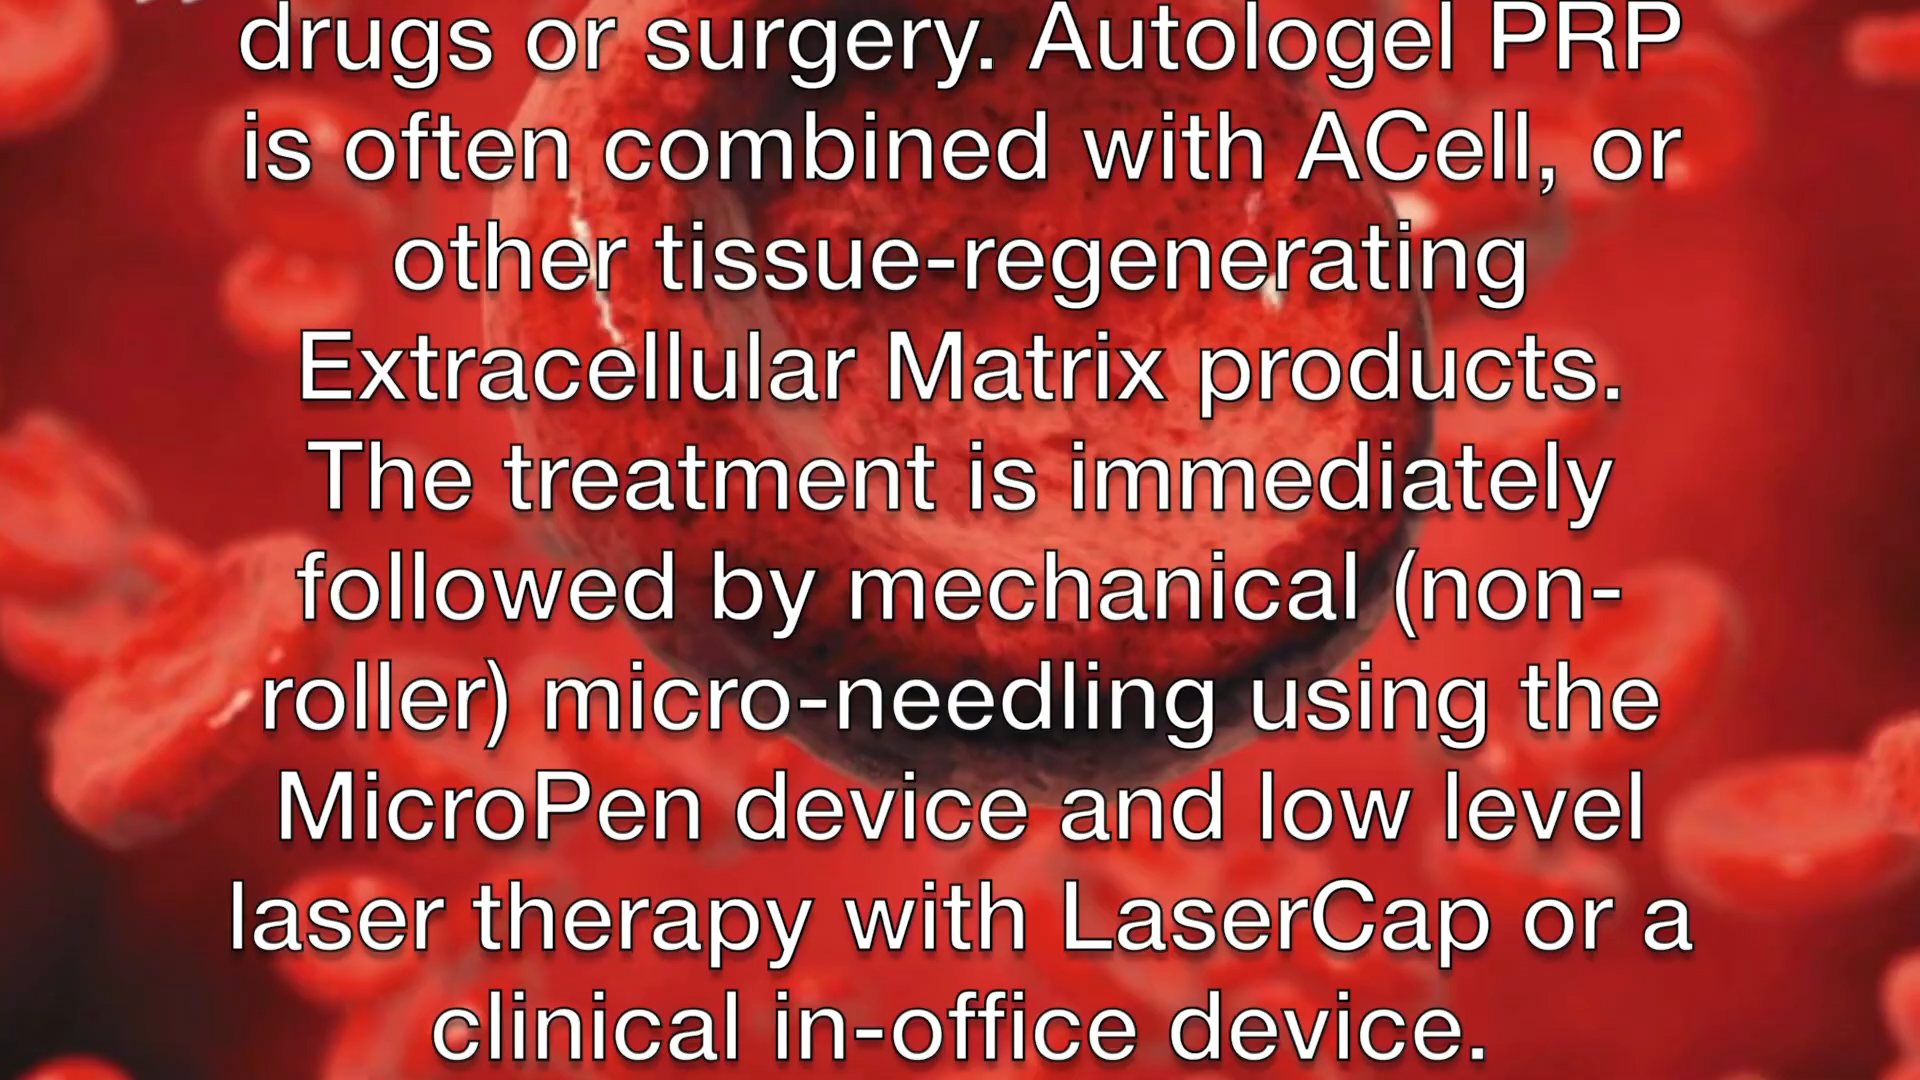 drugs or surgery. Autologel PRP
is often combined with ACell, or
other tissue-regenerating
Extracellular Matrix products.
The treatment is immediately
followed by mechanical (non-
roller) micro-needling using the
MicroPen device and low level
laser therapy with LaserCap or a
clinical in-office device.